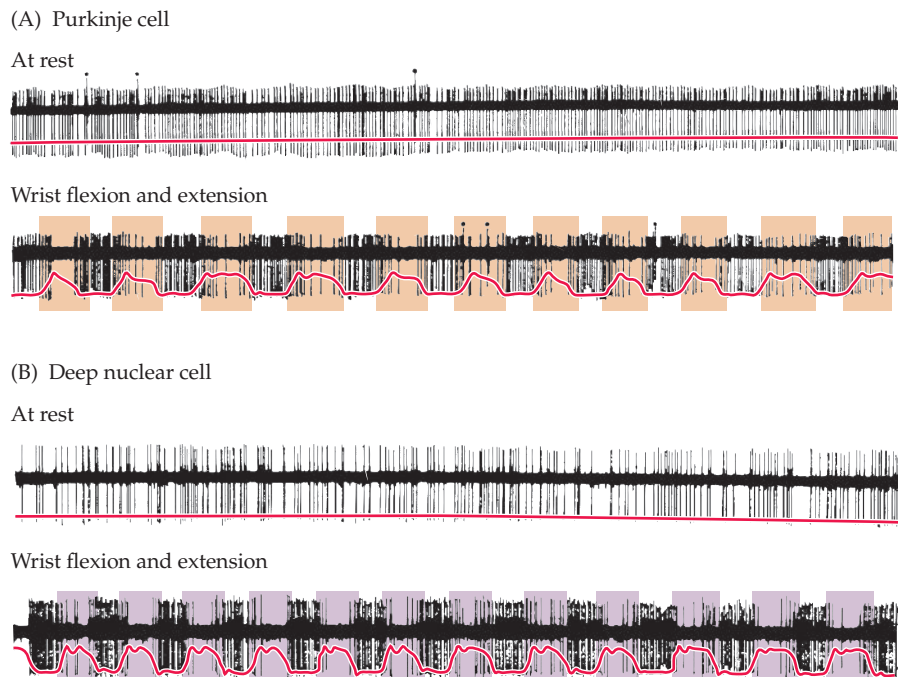 (A) Purkinje cell
At rest
Wrist flexion and extension
(B) Deep nuclear cell
At rest
Wrist flexion and extension